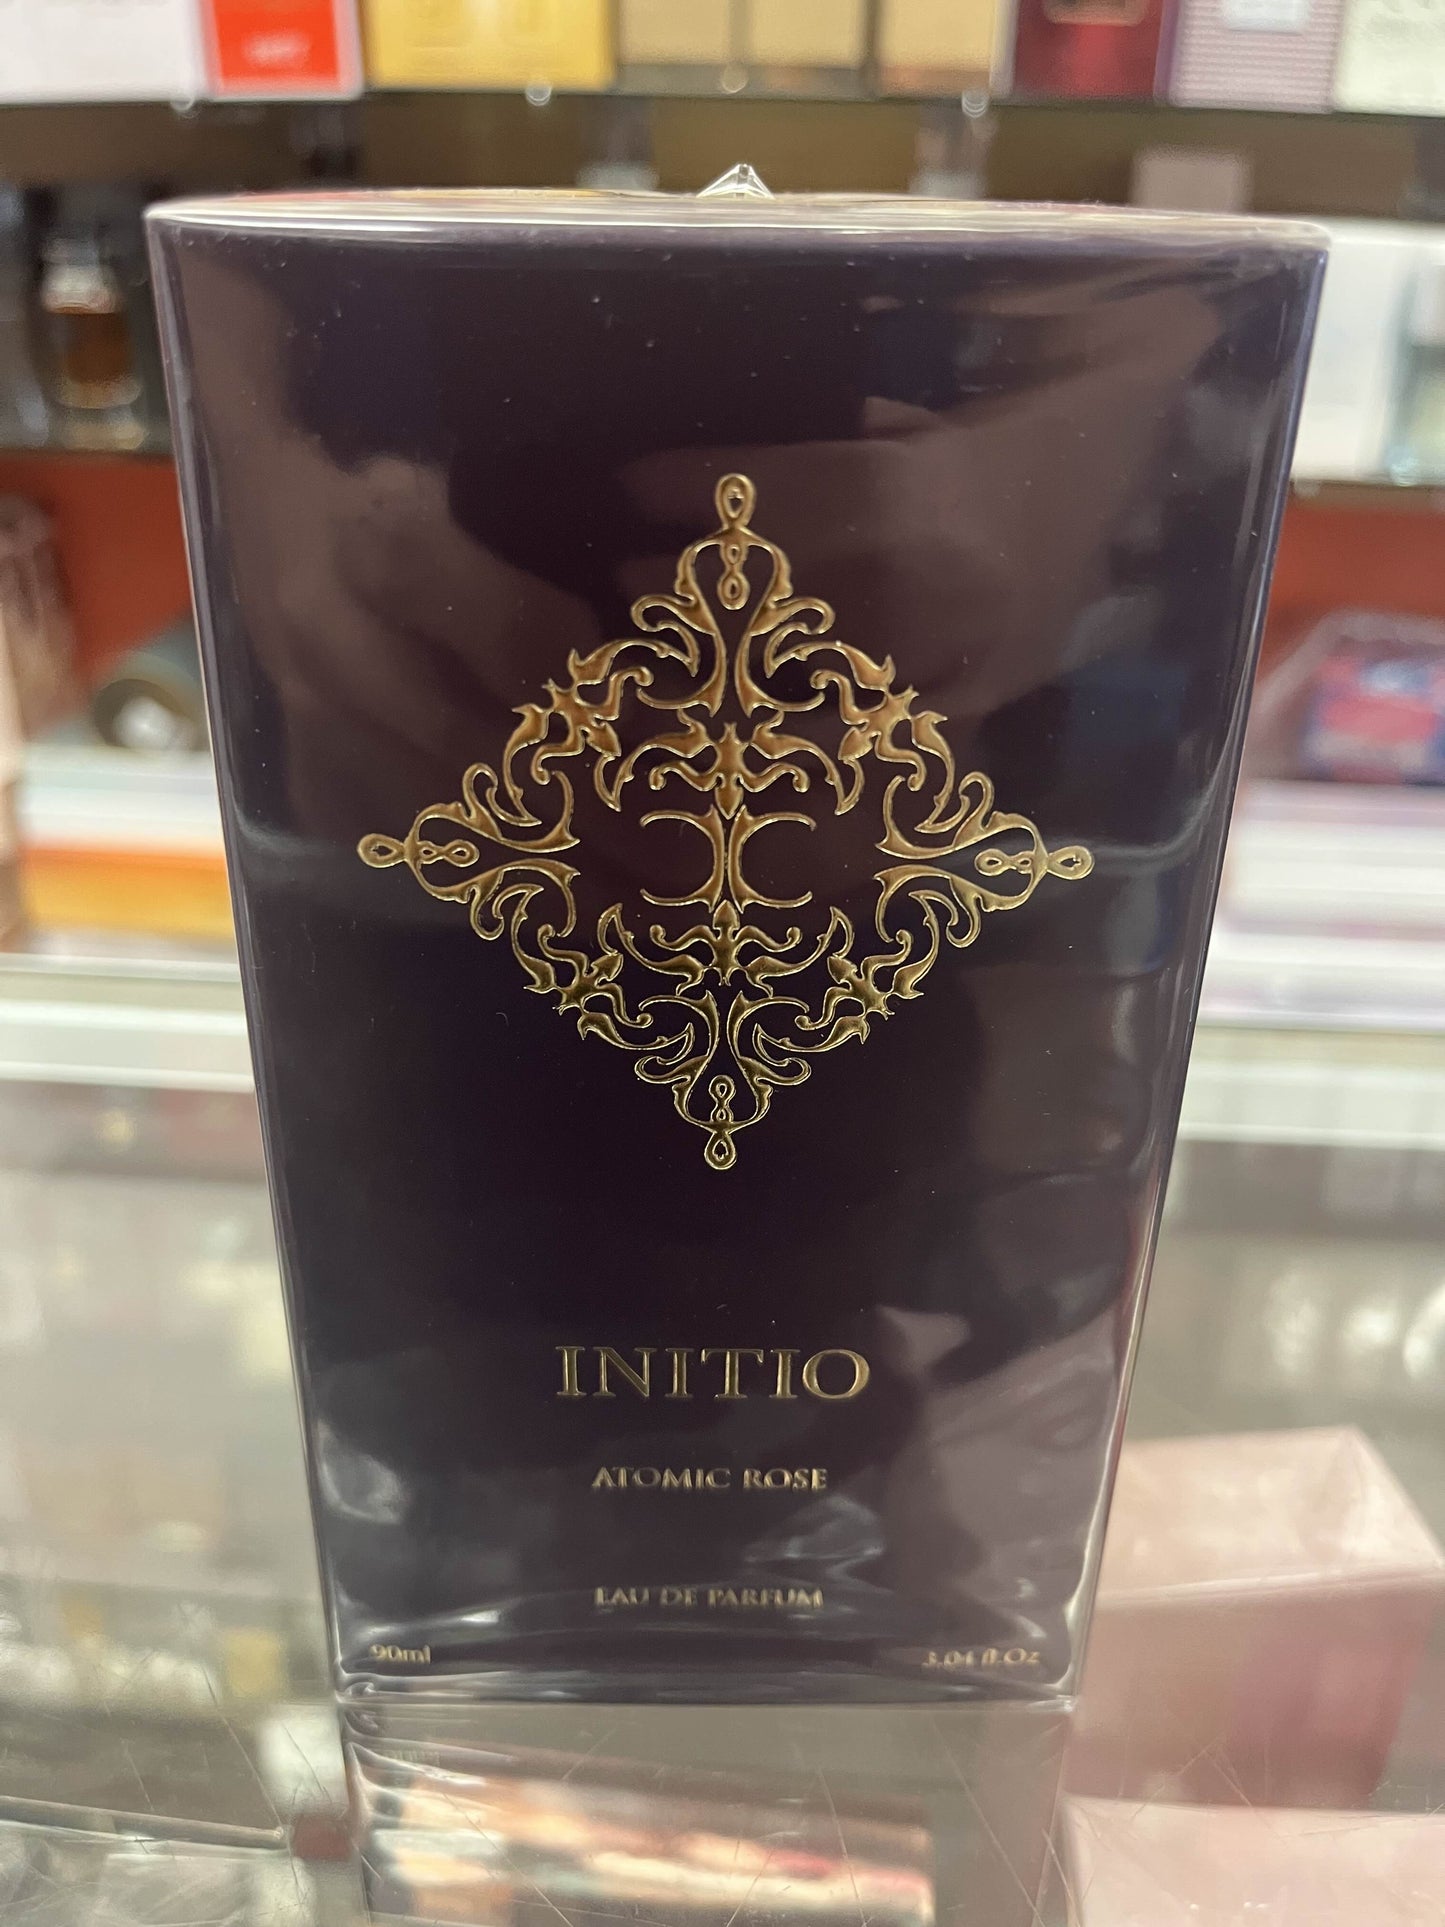 INITIO
ATOMIC ROSE
EAU DE PARFUM
90ml
3.04 fl.Oz